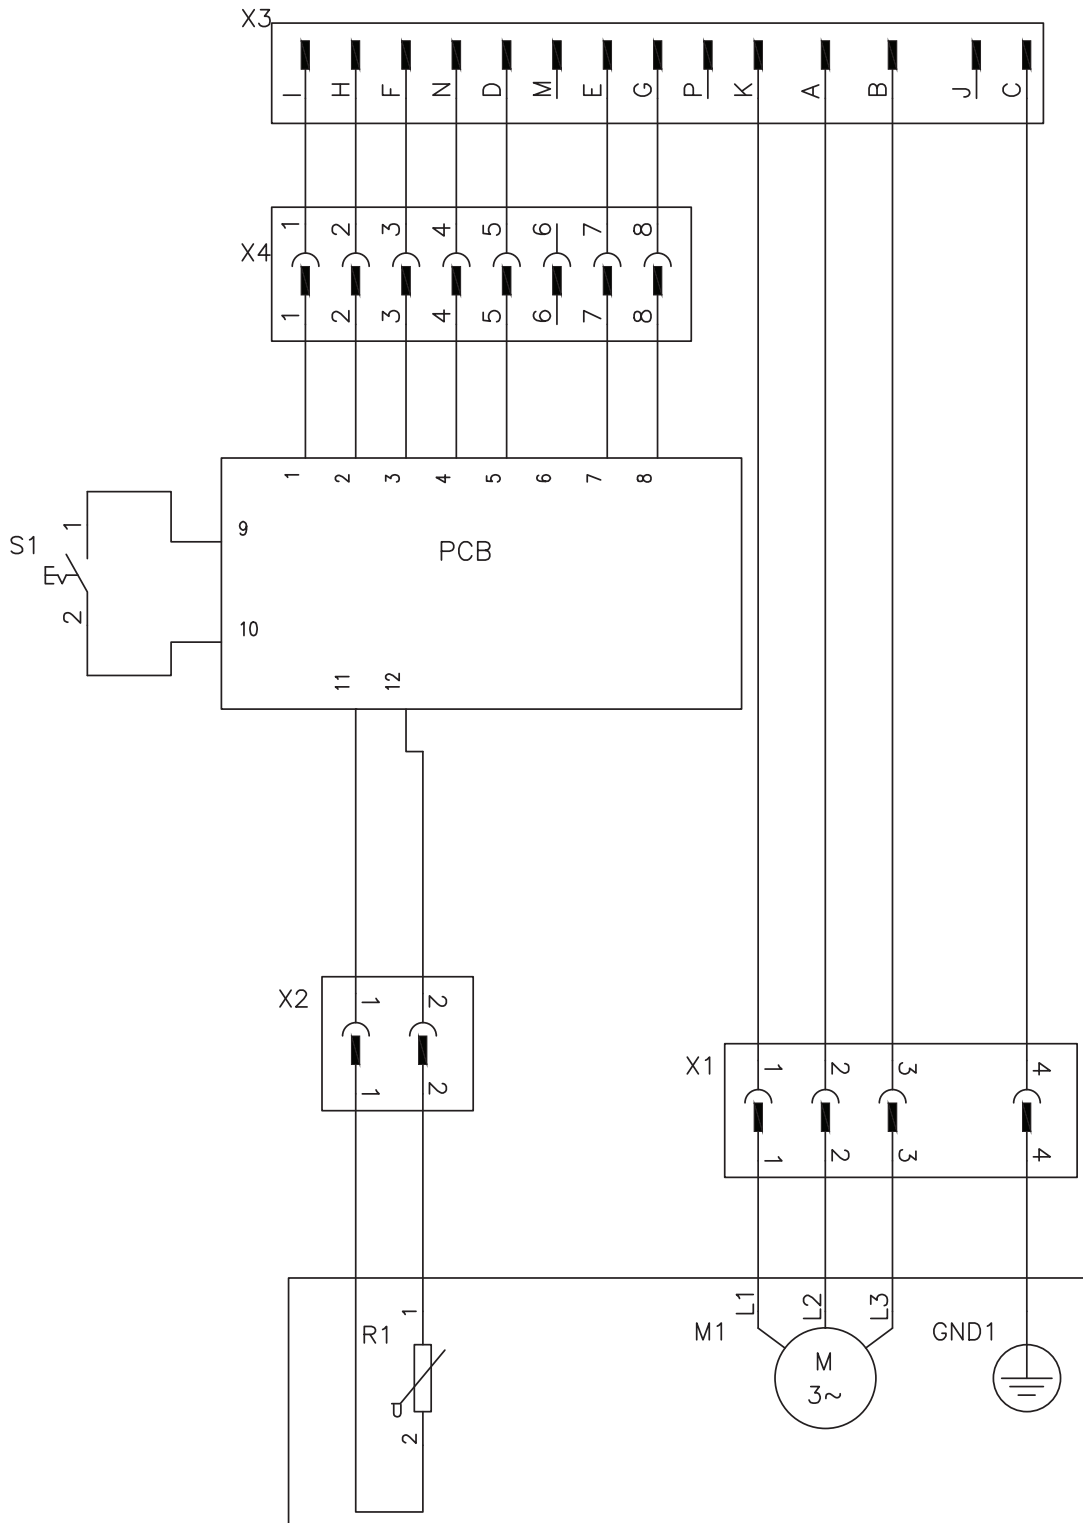 X3
I H F N D M E G P K A B J C
1 2 3 4 5 6 7 8
X4
1 2 3 4 5 6 7 8
1 2 3 4 5 6 7 8
1
9
S1
PCB
2
10
11 12
X2
1 2
1 2
X1
1 2 3 4
1 2 3 4
L1 L2 L3
1
R1
M1
GND1
M
3~
U
2